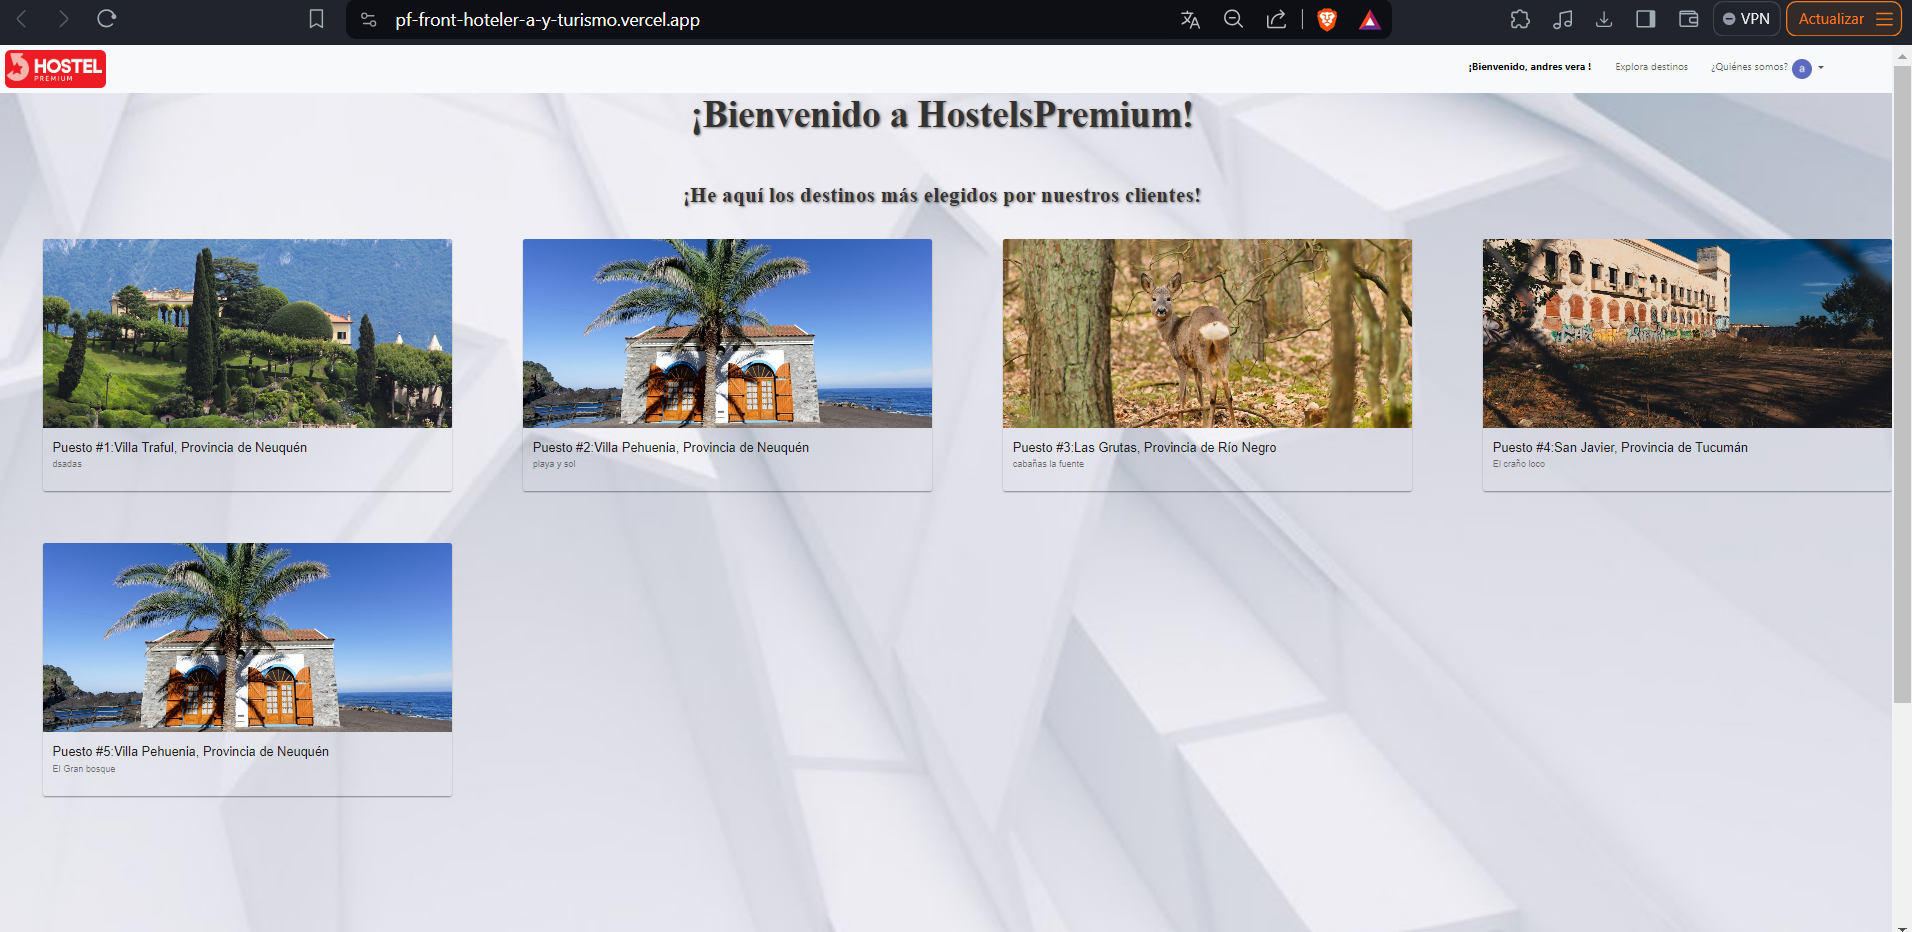 pf-front-hoteler-a-y-turismo.vercel.app
VPN
Actualizar
HOSTEL
PREMIUM
¡Bienvenido, andres vera !
Explora destinos
¿Quiénes somos?
a
¡Bienvenido a HostelsPremium!
¡He aquí los destinos más elegidos por nuestros clientes!
Puesto #1:Villa Traful, Provincia de Neuquén
dsadas
Puesto #2:Villa Pehuenia, Provincia de Neuquén
playa y sol
Puesto #3:Las Grutas, Provincia de Río Negro
cabañas la fuente
Puesto #4:San Javier, Provincia de Tucumán
El craño loco
Puesto #5:Villa Pehuenia, Provincia de Neuquén
El Gran bosque